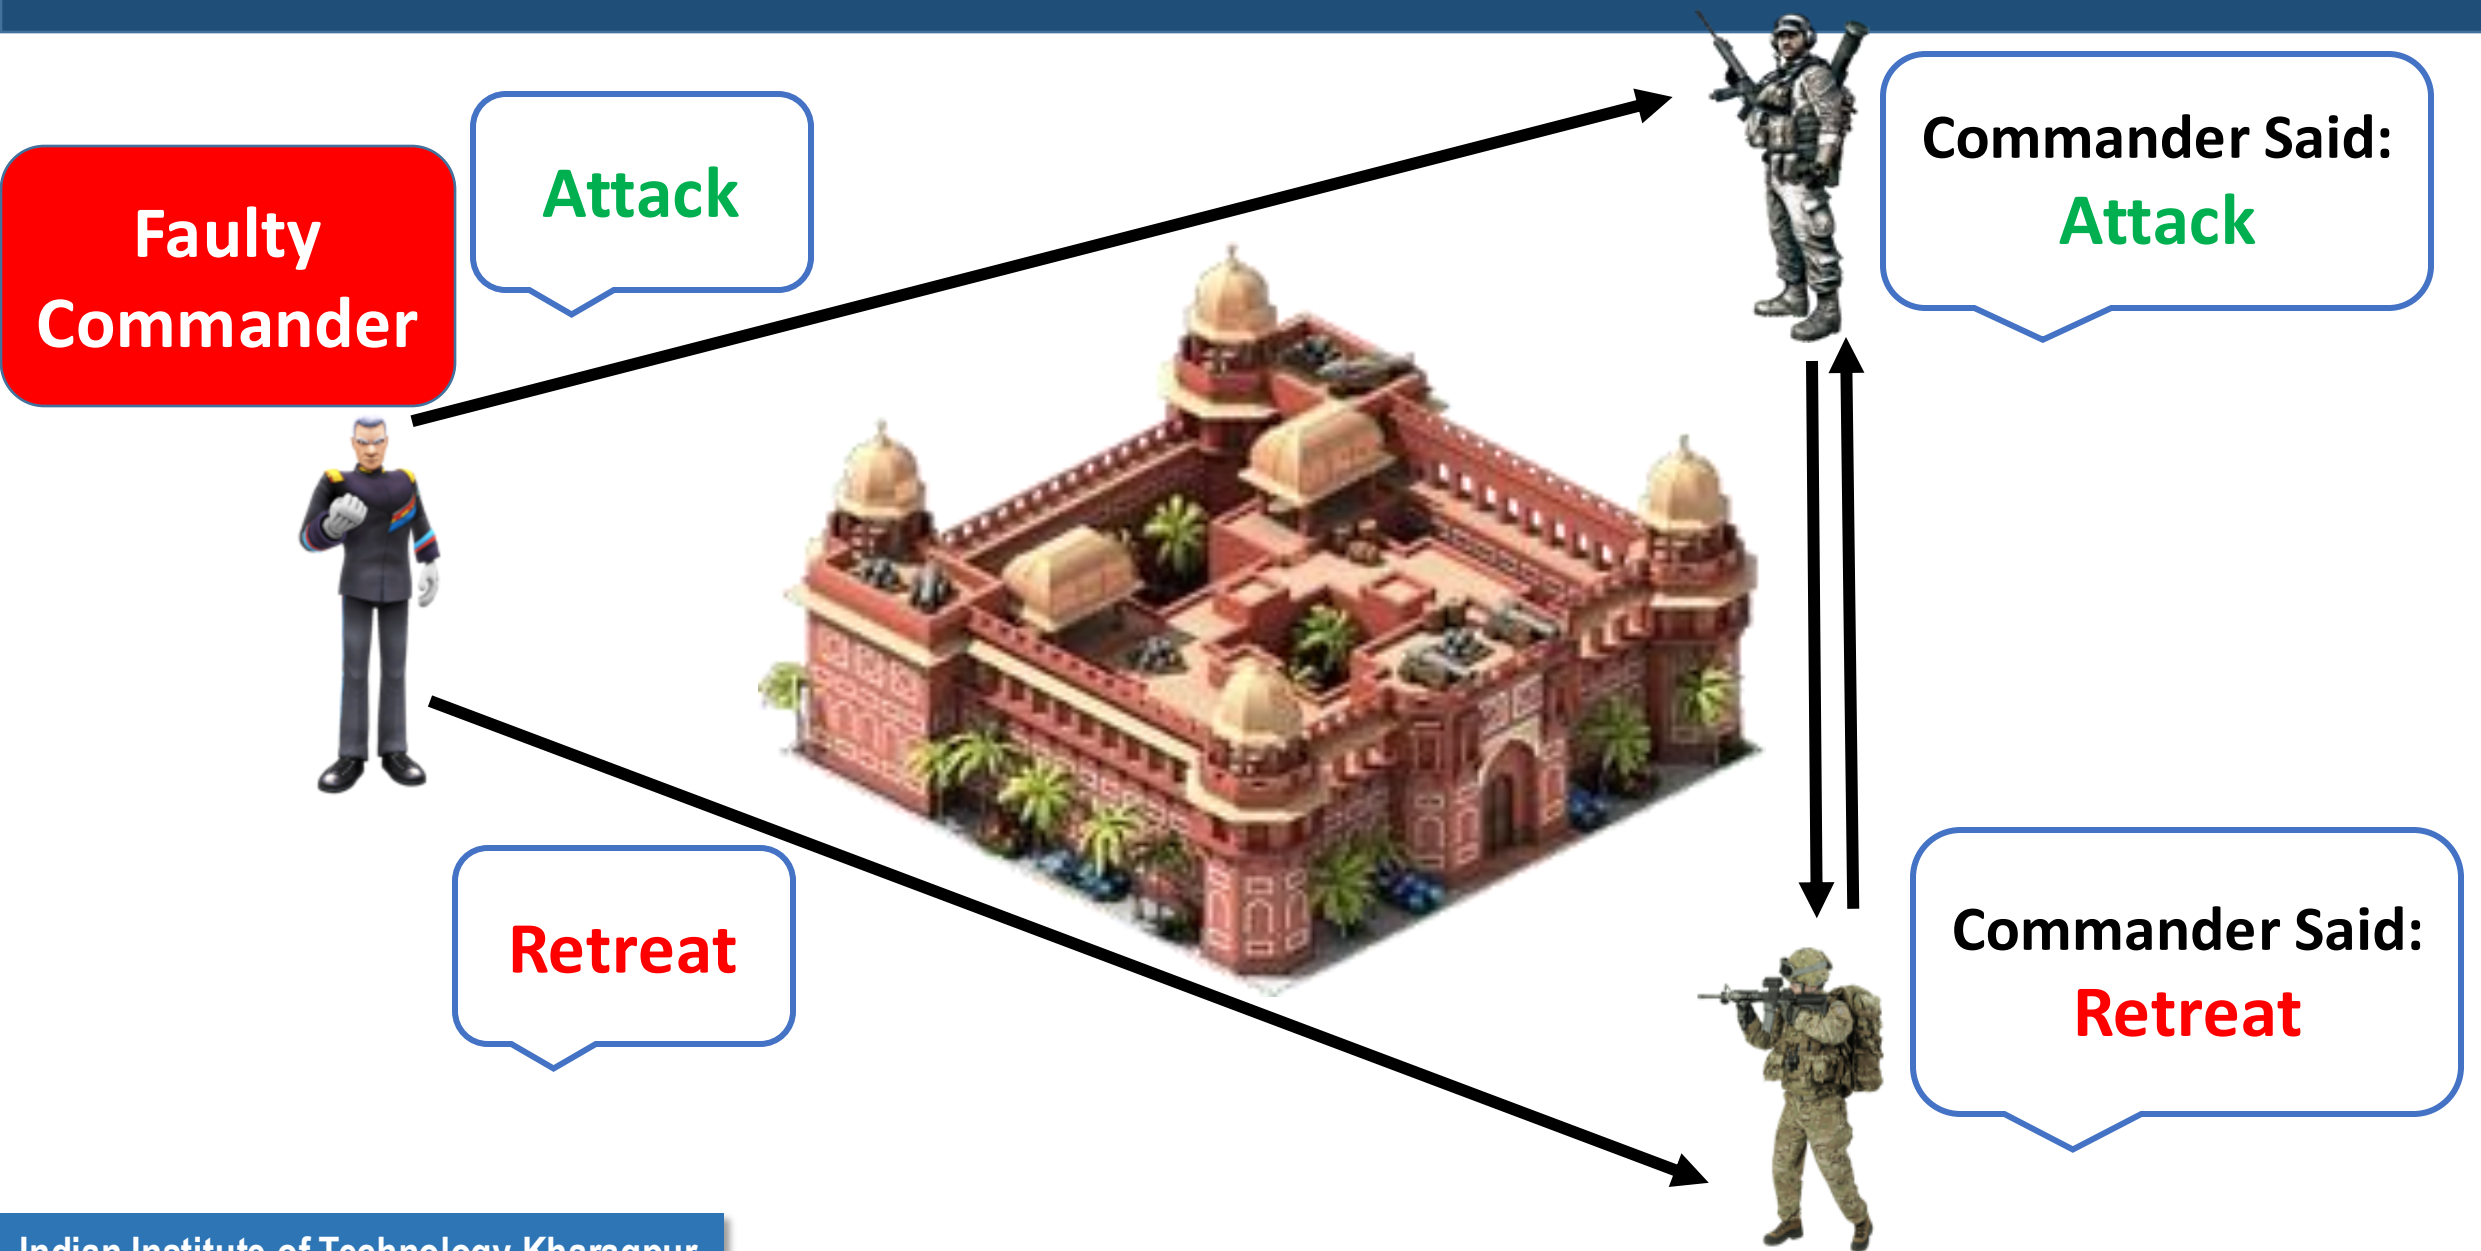 Faulty
Commander
Attack
Commander Said:
Attack
Retreat
Commander Said:
Retreat
Indian Institute of Technology Kharagpur